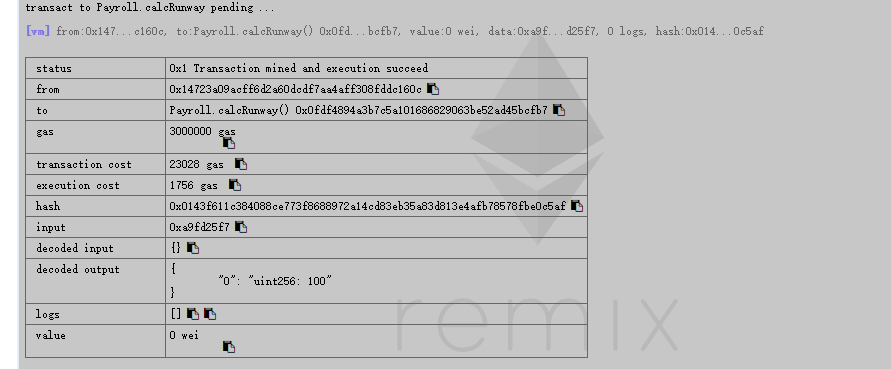 transact to Payroll.calcRunway pending ...
[vm] from:0x147...c160c, to:Payroll.calcRunway() 0x0fd...bcfb7, value:0 wei, data:0xa9f...d25f7, 0 logs, hash:0x014...0c5af
status 0x1 Transaction mined and execution succeed
from 0x14723a09acff6d2a60dcdf7aa4aff308fddc160c
to Payroll.calcRunway() 0x0fdf4894a3b7c5a101686829063be52ad45bcfb7
gas 3000000 gas
transaction cost 23028 gas
execution cost 1756 gas
hash 0x0143f611c384088ce773f8688972a14cd83eb35a83d813e4afb78578fbe0c5af
input 0xa9fd25f7
decoded input {}
decoded output {
"0": "uint256: 100"
}
logs []
value 0 wei
remix